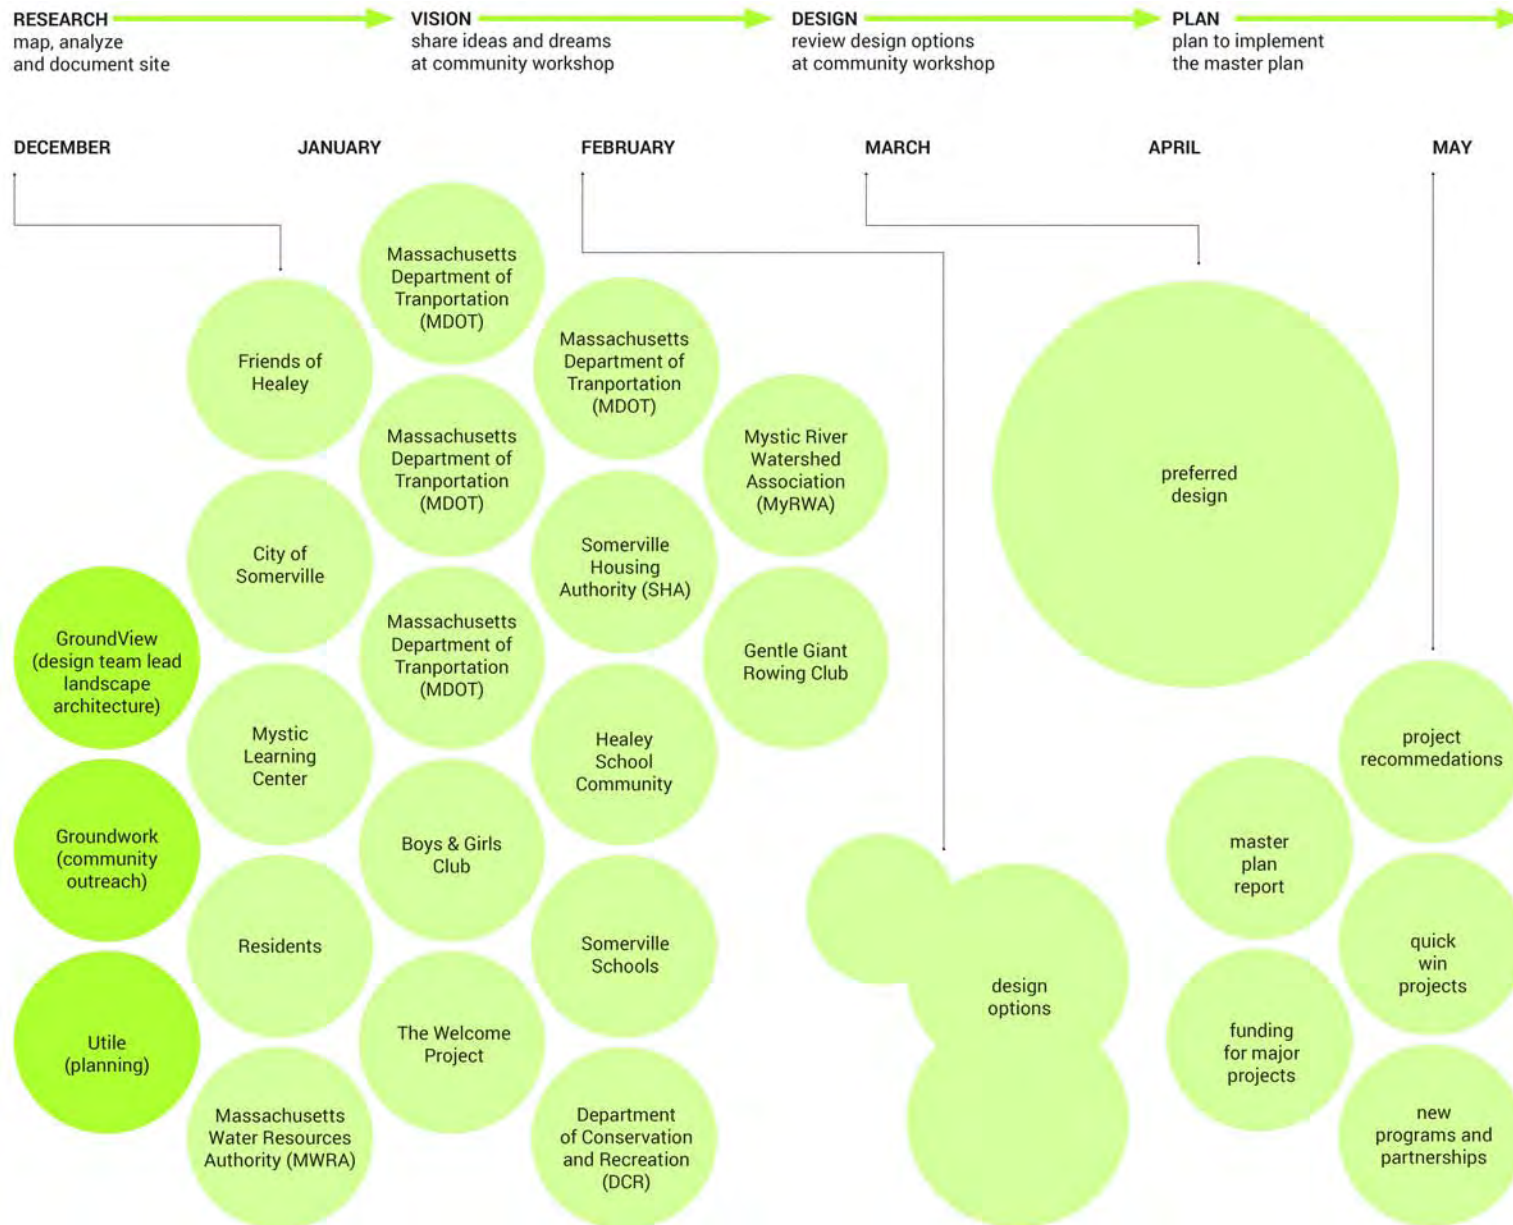 RESEARCH
map, analyze
and document site
VISION
share ideas and dreams
at community workshop
DESIGN
review design options
at community workshop
PLAN
plan to implement
the master plan
DECEMBER
JANUARY
FEBRUARY
MARCH
APRIL
MAY
GroundView
(design team lead
landscape
architecture)
Groundwork
(community
outreach)
Utile
(planning)
Friends of
Healey
City of
Somerville
Mystic
Learning
Center
Residents
Massachusetts
Water Resources
Authority (MWRA)
Massachusetts
Department of
Tranportation
(MDOT)
Massachusetts
Department of
Tranportation
(MDOT)
Massachusetts
Department of
Tranportation
(MDOT)
Boys & Girls
Club
The Welcome
Project
Massachusetts
Department of
Tranportation
(MDOT)
Somerville
Housing
Authority (SHA)
Healey
School
Community
Somerville
Schools
Department
of Conservation
and Recreation
(DCR)
Mystic River
Watershed
Association
(MyRWA)
Gentle Giant
Rowing Club
design
options
preferred
design
master
plan
report
funding
for major
projects
project
recommedations
quick
win
projects
new
programs and
partnerships